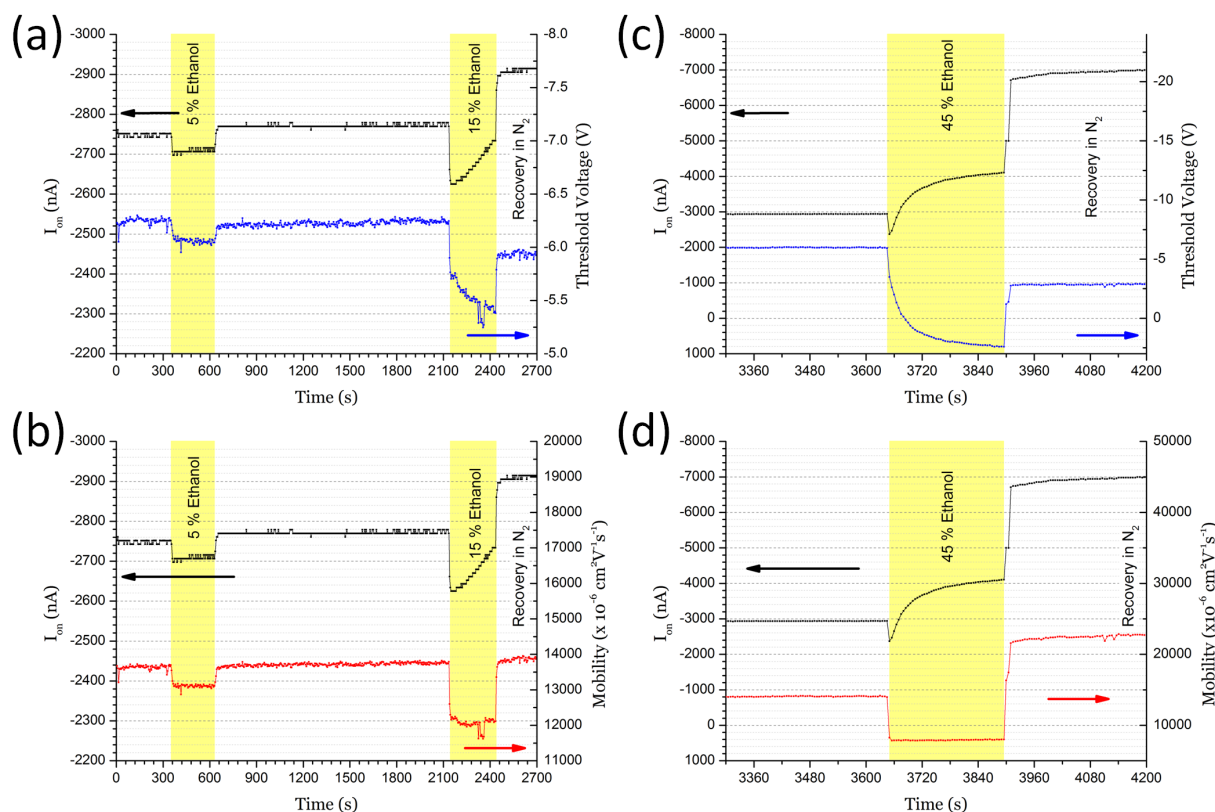 (a)
-3000
-2900
-2800
-2700
-2600
-2500
-2400
-2300
-2200
I_on (nA)
5 % Ethanol
15 % Ethanol
Recovery in N₂
-8.0
-7.5
-7.0
-6.5
-6.0
-5.5
-5.0
Threshold Voltage (V)
0 300 600 900 1200 1500 1800 2100 2400 2700
Time (s)
(c)
-8000
-7000
-6000
-5000
-4000
-3000
-2000
-1000
0
1000
I_on (nA)
45 % Ethanol
Recovery in N₂
-20
-15
-10
-5
0
Threshold Voltage (V)
3360 3480 3600 3720 3840 3960 4080 4200
Time (s)
(b)
-3000
-2900
-2800
-2700
-2600
-2500
-2400
-2300
-2200
I_on (nA)
5 % Ethanol
15 % Ethanol
Recovery in N₂
20000
19000
18000
17000
16000
15000
14000
13000
12000
11000
Mobility (x 10⁻⁶ cm²V⁻¹s⁻¹)
0 300 600 900 1200 1500 1800 2100 2400 2700
Time (s)
(d)
-8000
-7000
-6000
-5000
-4000
-3000
-2000
-1000
0
1000
I_on (nA)
45 % Ethanol
Recovery in N₂
50000
40000
30000
20000
10000
Mobility (x10⁻⁶ cm²V⁻¹s⁻¹)
3360 3480 3600 3720 3840 3960 4080 4200
Time (s)